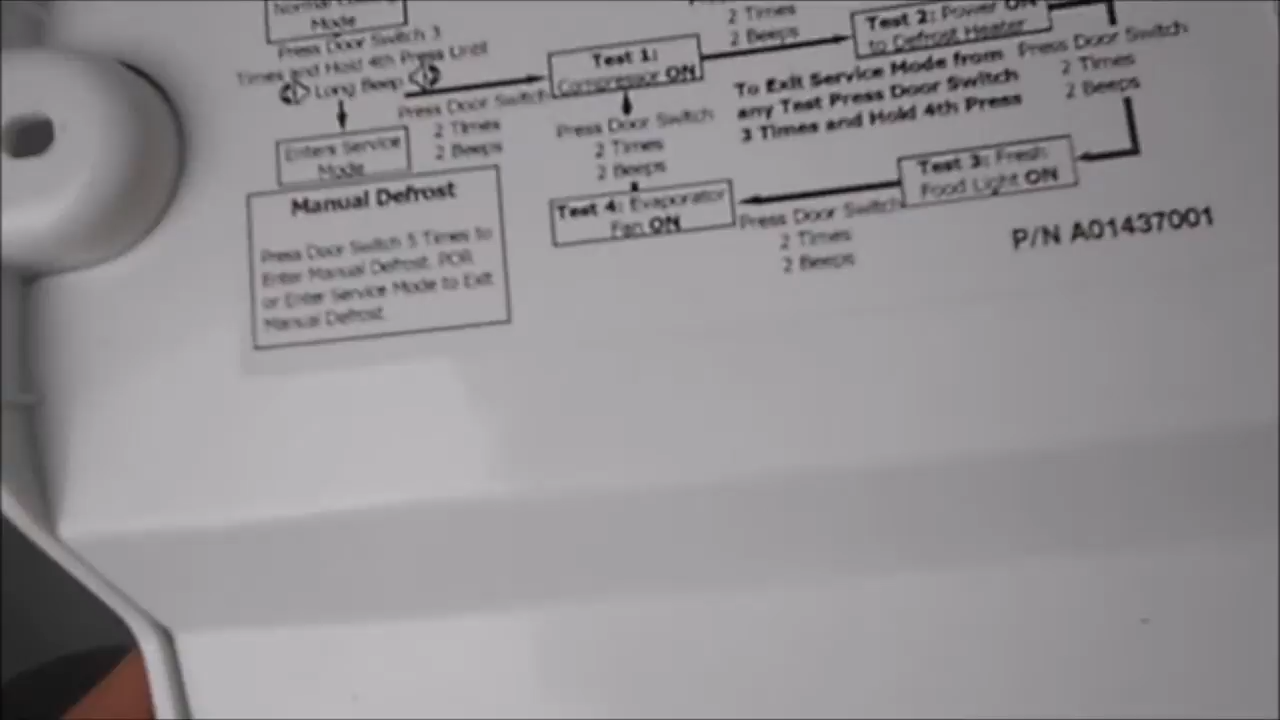 Normal Cooling
Mode
Press Door Switch 3
Times and Hold 4th Press Until
Long Beep
Enters Service
Mode
Press Door Switch
2 Times
2 Beeps
Test 1:
Compressor ON
2 Times
2 Beeps
Test 2: Power ON
to Defrost Heater
Press Door Switch
2 Times
2 Beeps
To Exit Service Mode from
any Test Press Door Switch
3 Times and Hold 4th Press
Press Door Switch
2 Times
2 Beeps
Test 3: Fresh
Food Light ON
Press Door Switch
2 Times
2 Beeps
Test 4: Evaporator
Fan ON
Manual Defrost
Press Door Switch 5 Times to
Enter Manual Defrost. POR
or Enter Service Mode to Exit
Manual Defrost.
P/N A01437001